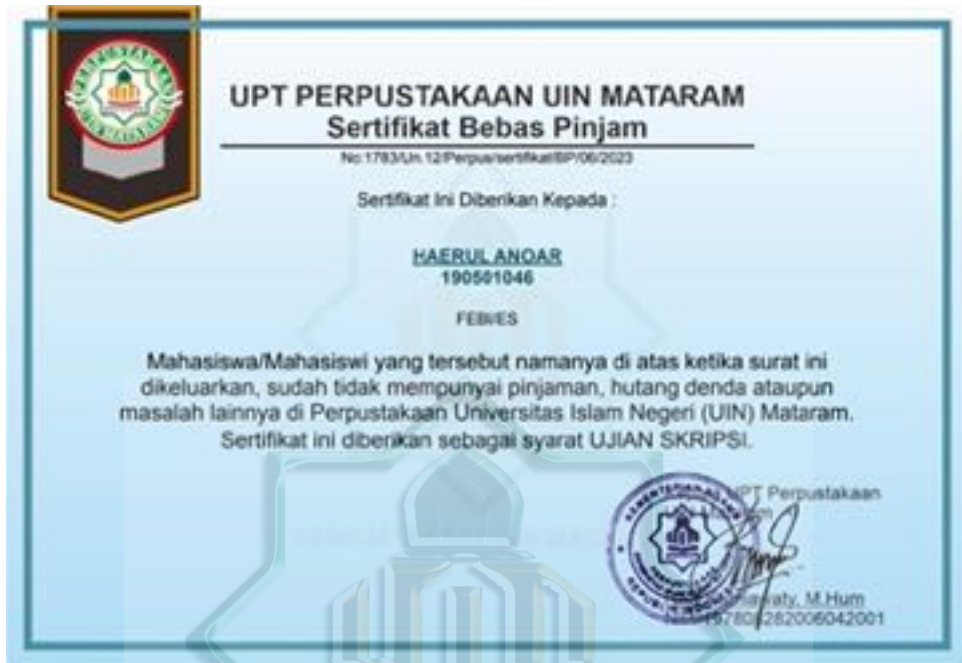 UPT PERPUSTAKAAN UIN MATARAM
Sertifikat Bebas Pinjam
No:1783/Un.12/Perpus/sertifikat/BP/06/2023
Sertifikat Ini Diberikan Kepada :
HAERUL ANOAR
190501046
FEBI/ES
Mahasiswa/Mahasiswi yang tersebut namanya di atas ketika surat ini
dikeluarkan, sudah tidak mempunyai pinjaman, hutang denda ataupun
masalah lainnya di Perpustakaan Universitas Islam Negeri (UIN) Mataram.
Sertifikat ini diberikan sebagai syarat UJIAN SKRIPSI.
UPT Perpustakaan
M.Hum